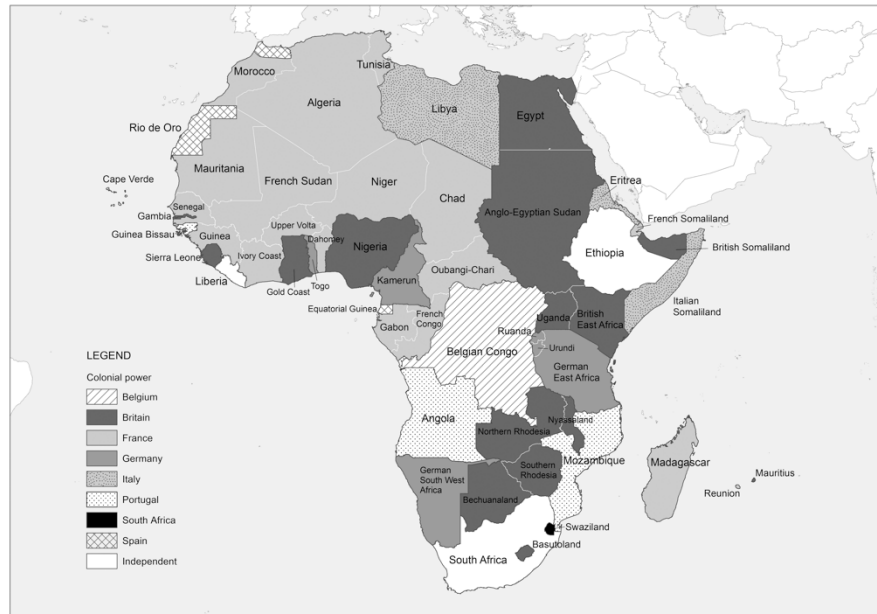 Tunisia
Morocco
Algeria
Libya
Egypt
Rio de Oro
Mauritania
French Sudan
Niger
Chad
Cape Verde
Senegal
Gambia
Guinea Bissau
Guinea
Upper Volta
Dahomey
Nigeria
Anglo-Egyptian Sudan
Eritrea
French Somaliland
British Somaliland
Ethiopia
Italian
Somaliland
Sierra Leone
Liberia
Ivory Coast
Gold Coast
Togo
Kamerun
Oubangi-Chari
Equatorial Guinea
Gabon
French
Congo
Belgian Congo
Uganda
British
East Africa
Ruanda
Urundi
German
East Africa
Angola
Northern Rhodesia
Nyassaland
Mozambique
Southern
Rhodesia
German
South West
Africa
Bechuanaland
Madagascar
Mauritius
Reunion
Swaziland
Basutoland
South Africa
LEGEND
Colonial power
Belgium
Britain
France
Germany
Italy
Portugal
South Africa
Spain
Independent